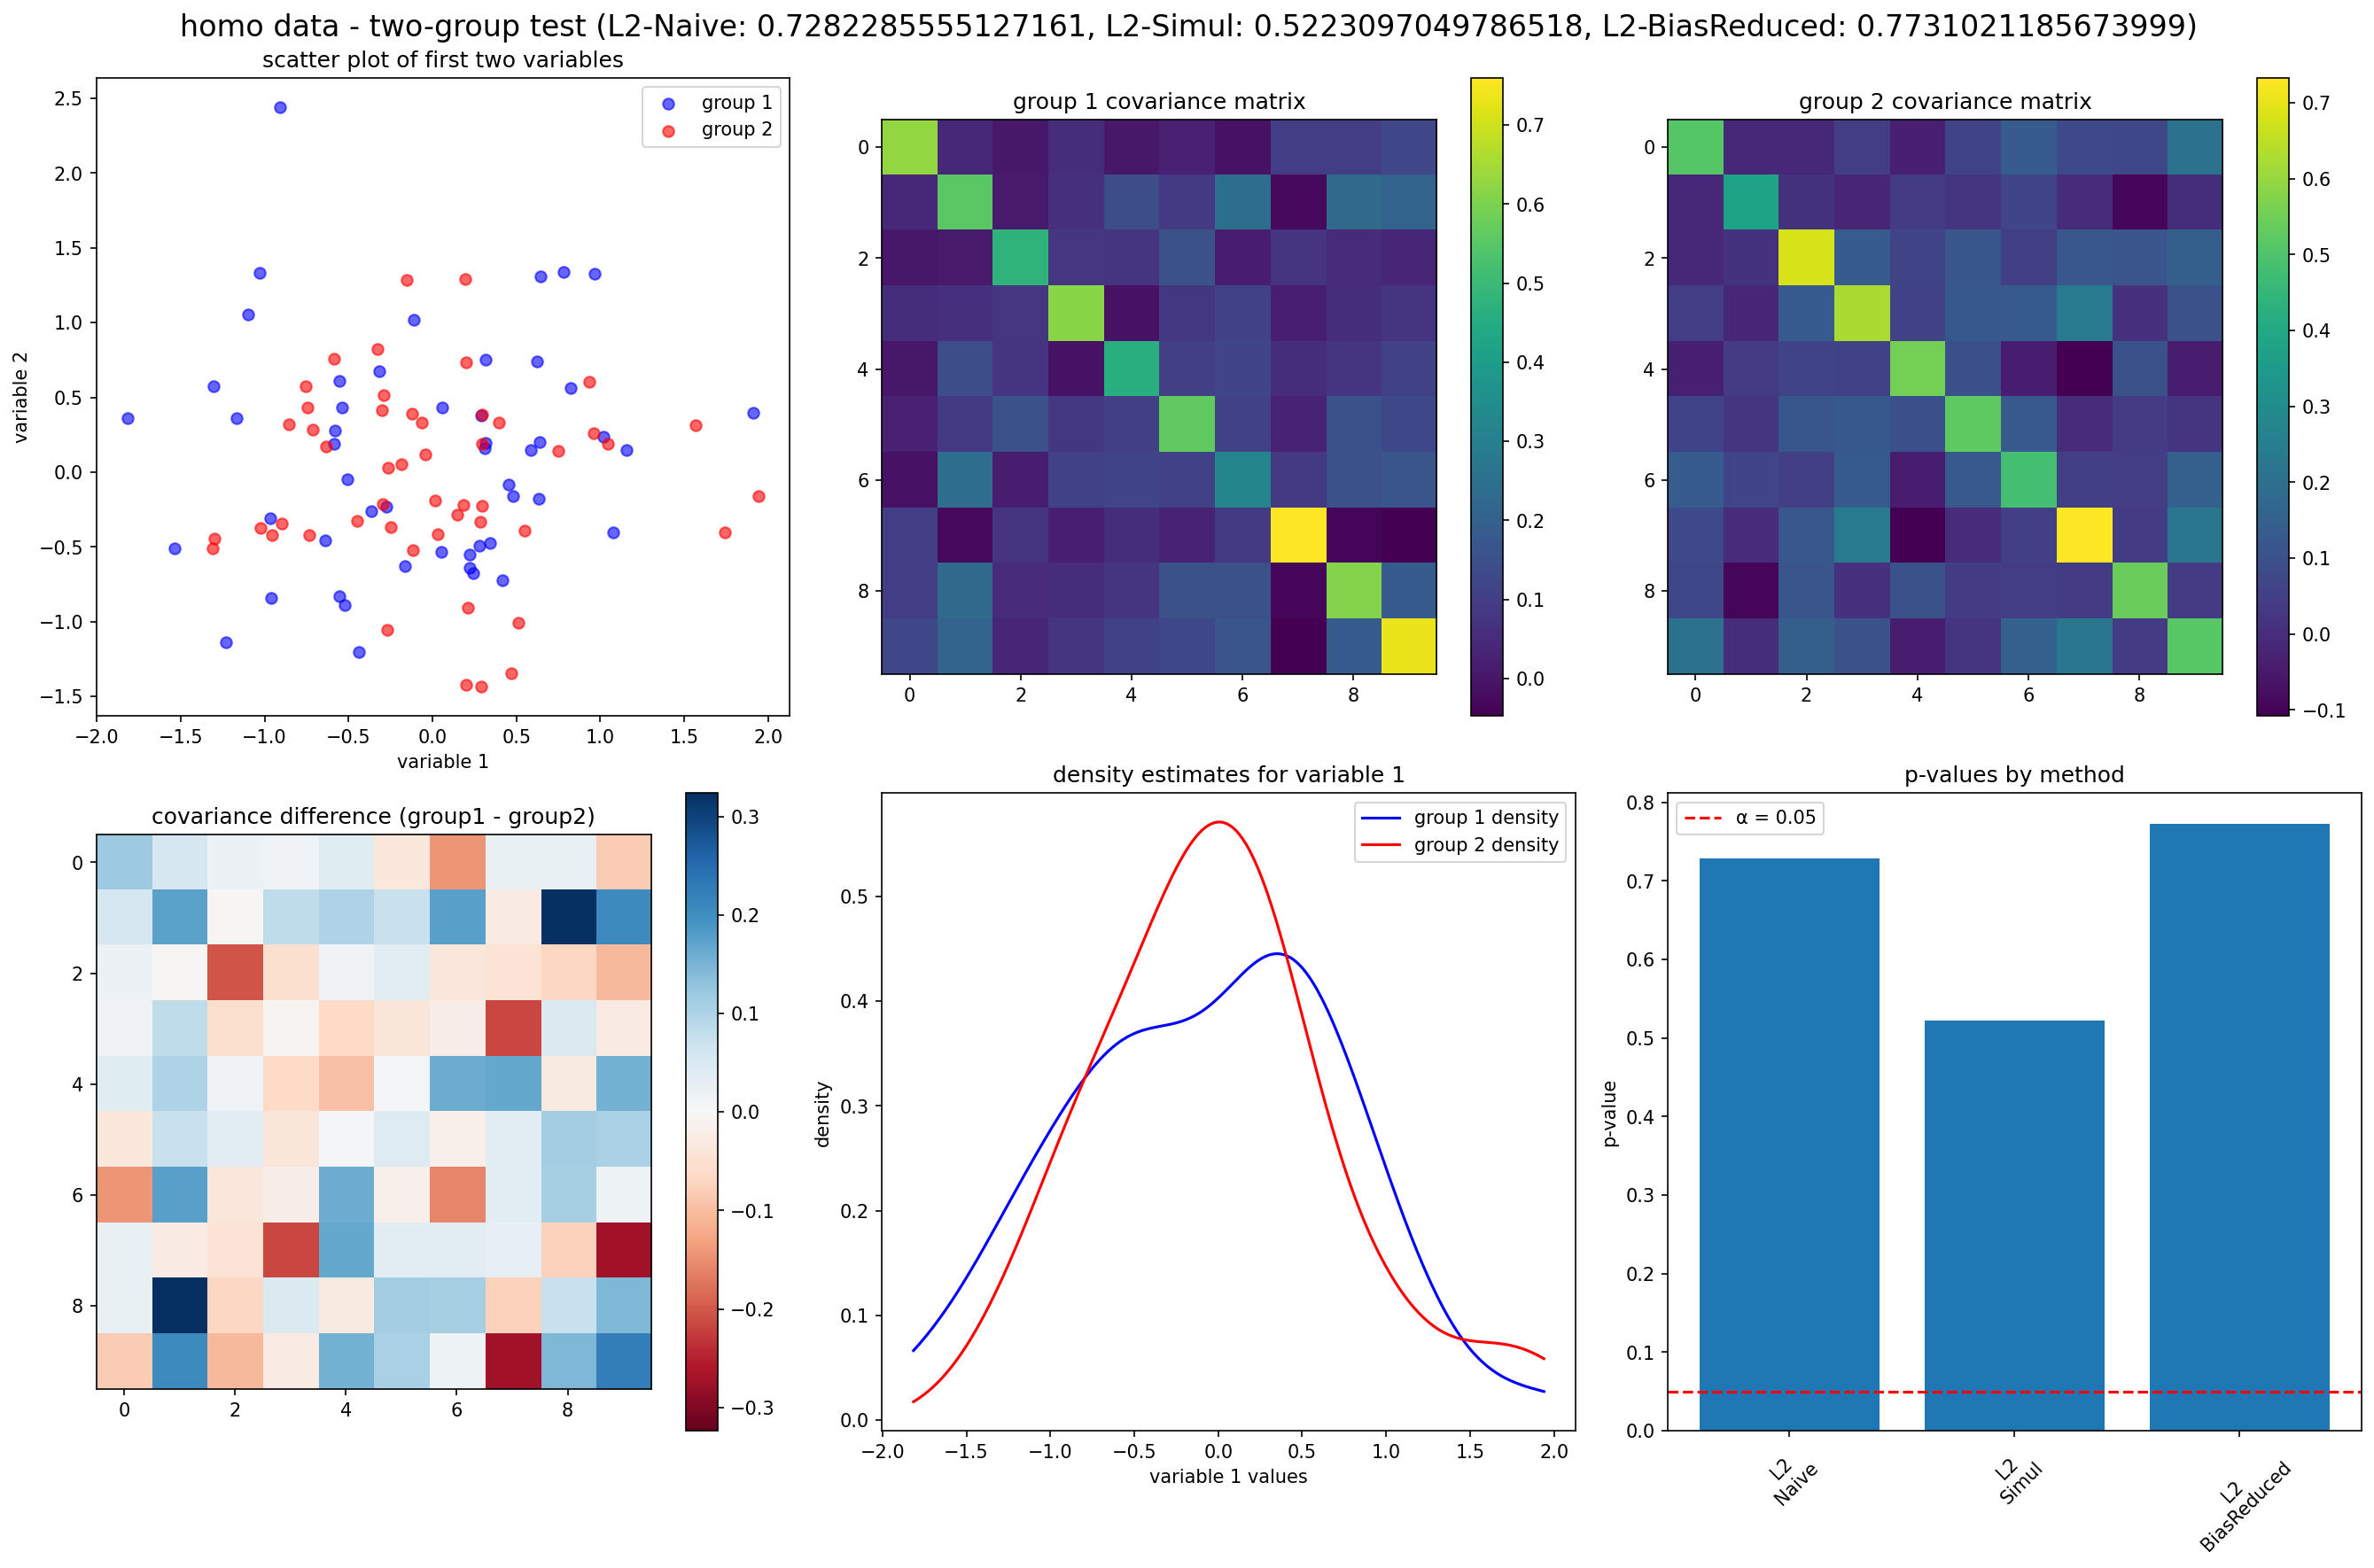 homo data - two-group test (L2-Naive: 0.7282285555127161, L2-Simul: 0.5223097049786518, L2-BiasReduced: 0.7731021185673999)
scatter plot of first two variables
group 1
group 2
2.5
2.0
1.5
1.0
0.5
0.0
−0.5
−1.0
−1.5
variable 2
−2.0 −1.5 −1.0 −0.5 0.0 0.5 1.0 1.5 2.0
variable 1
group 1 covariance matrix
0
2
4
6
8
0 2 4 6 8
0.7
0.6
0.5
0.4
0.3
0.2
0.1
0.0
group 2 covariance matrix
0
2
4
6
8
0 2 4 6 8
0.7
0.6
0.5
0.4
0.3
0.2
0.1
0.0
−0.1
covariance difference (group1 - group2)
0
2
4
6
8
0 2 4 6 8
0.3
0.2
0.1
0.0
−0.1
−0.2
−0.3
density estimates for variable 1
group 1 density
group 2 density
0.5
0.4
0.3
0.2
0.1
0.0
density
−2.0 −1.5 −1.0 −0.5 0.0 0.5 1.0 1.5 2.0
variable 1 values
p-values by method
α = 0.05
0.8
0.7
0.6
0.5
0.4
0.3
0.2
0.1
0.0
p-value
L2
Naive
L2
Simul
L2
BiasReduced